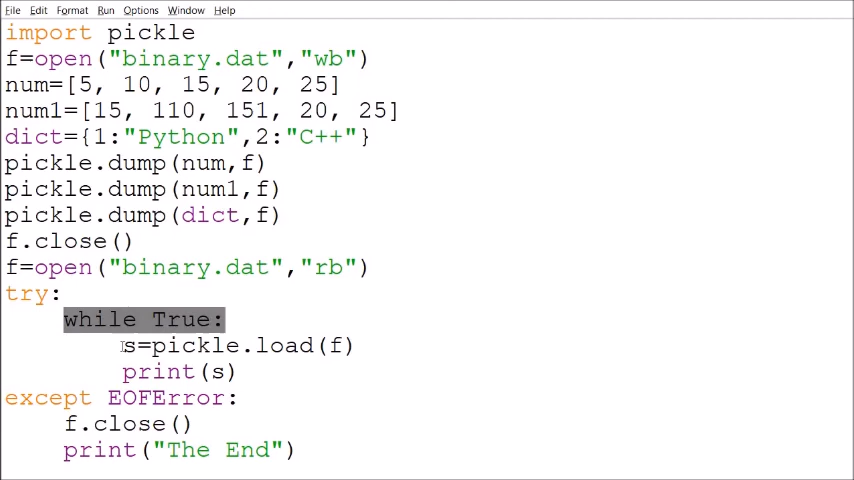 File Edit Format Run Options Window Help
import pickle
f=open("binary.dat","wb")
num=[5, 10, 15, 20, 25]
num1=[15, 110, 151, 20, 25]
dict={1:"Python",2:"C++"}
pickle.dump(num,f)
pickle.dump(num1,f)
pickle.dump(dict,f)
f.close()
f=open("binary.dat","rb")
try:
    while True:
        s=pickle.load(f)
        print(s)
except EOFError:
    f.close()
    print("The End")